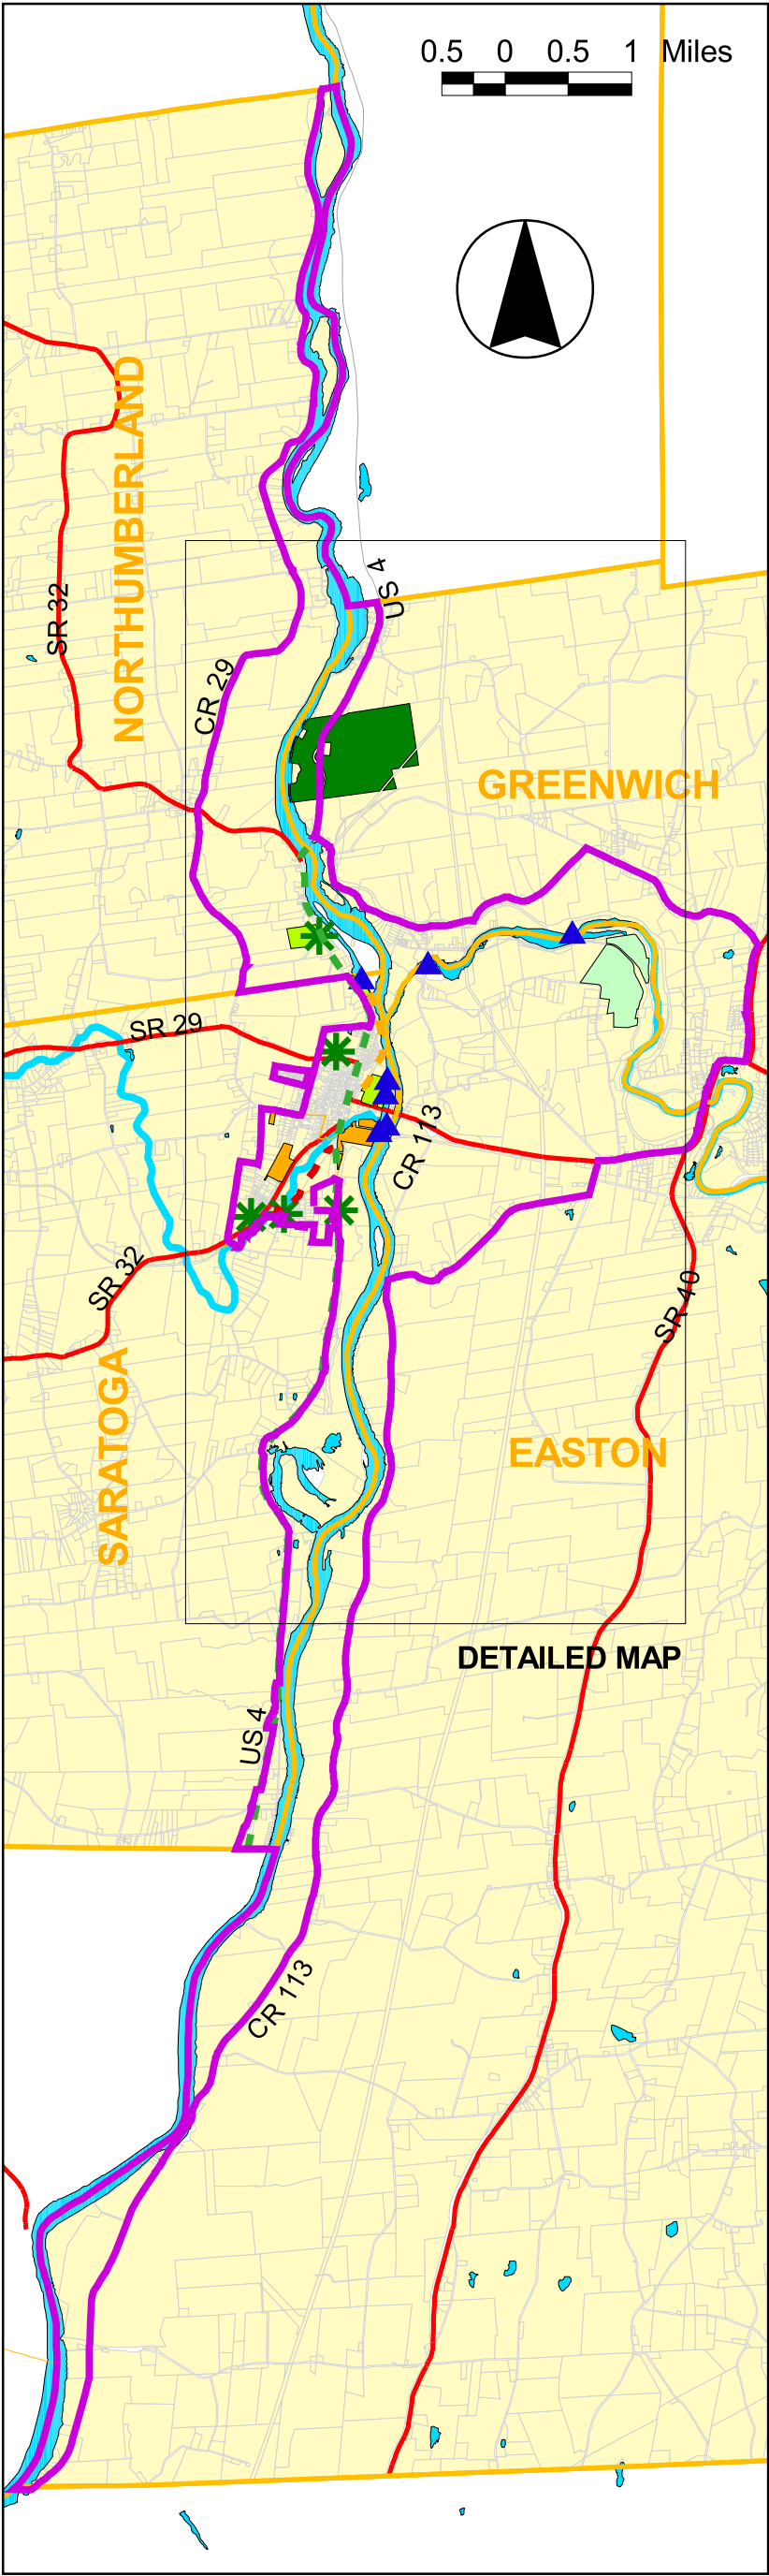 0.5 0 0.5 1 Miles
NORTHUMBERLAND
SR 32
US 4
CR 29
GREENWICH
SR 29
CR 113
SR 32
SR 40
SARATOGA
EASTON
DETAILED MAP
US 4
CR 113